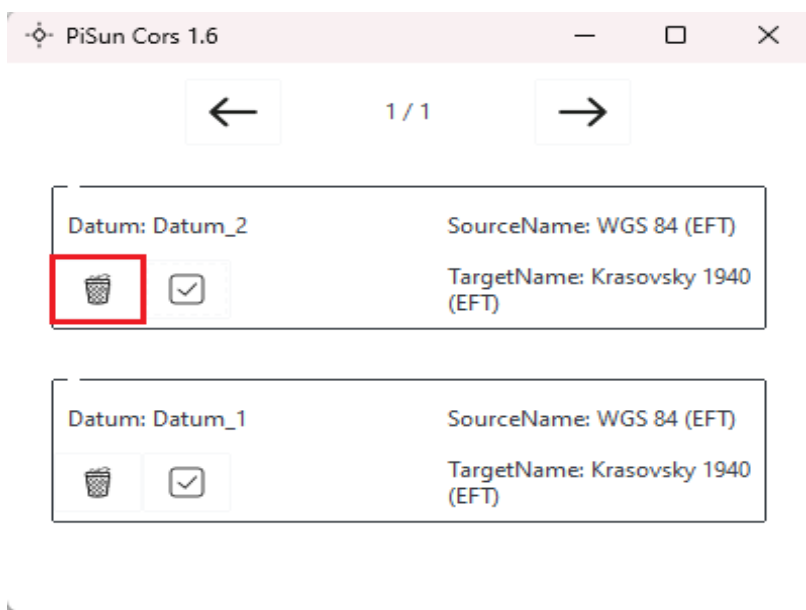 PiSun Cors 1.6
1 / 1
Datum: Datum_2
SourceName: WGS 84 (EFT)
TargetName: Krasovsky 1940
(EFT)
Datum: Datum_1
SourceName: WGS 84 (EFT)
TargetName: Krasovsky 1940
(EFT)